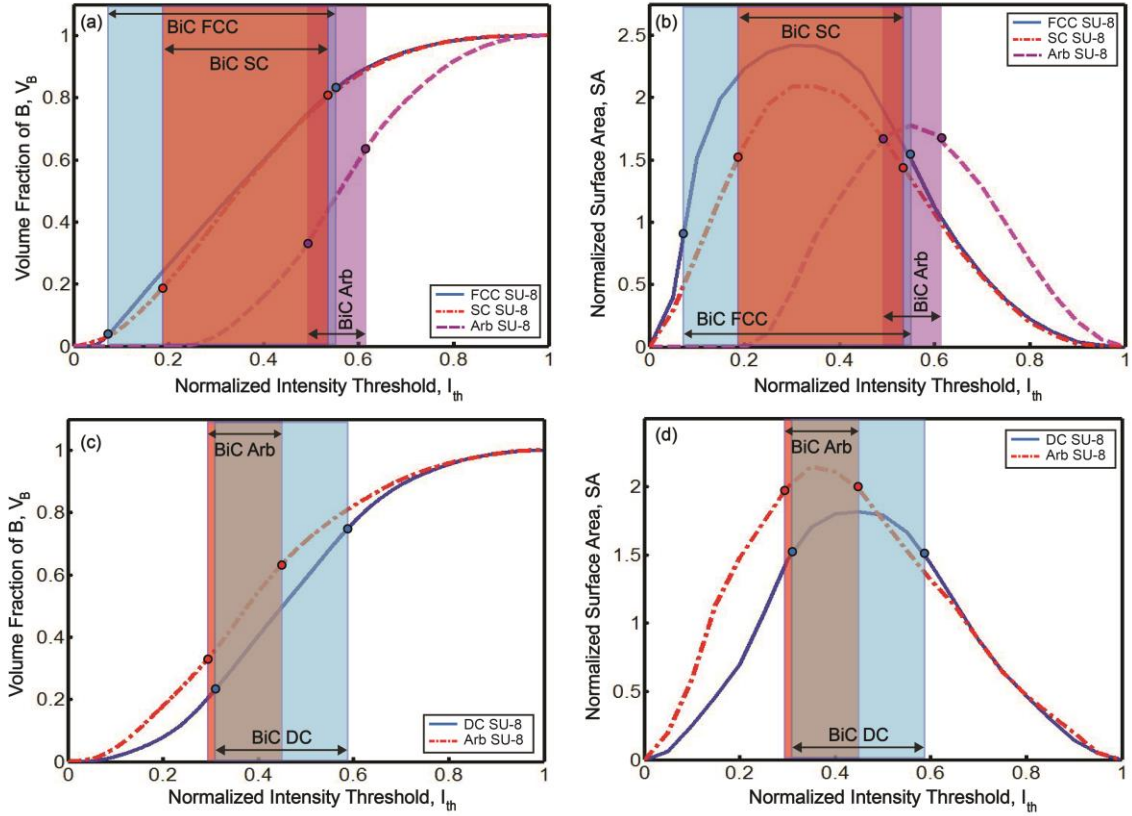 (a)
BiC FCC
BiC SC
BiC Arb
FCC SU-8
SC SU-8
Arb SU-8
Volume Fraction of B, V_B
1
0.8
0.6
0.4
0.2
0
0 0.2 0.4 0.6 0.8 1
Normalized Intensity Threshold, I_th
(b)
BiC SC
FCC SU-8
SC SU-8
Arb SU-8
BiC Arb
BiC FCC
Normalized Surface Area, SA
2.5
2
1.5
1
0.5
0
0 0.2 0.4 0.6 0.8 1
Normalized Intensity Threshold, I_th
(c)
BiC Arb
BiC DC
DC SU-8
Arb SU-8
Volume Fraction of B, V_B
1
0.8
0.6
0.4
0.2
0
0 0.2 0.4 0.6 0.8 1
Normalized Intensity Threshold, I_th
(d)
BiC Arb
DC SU-8
Arb SU-8
BiC DC
Normalized Surface Area, SA
2.5
2
1.5
1
0.5
0
0 0.2 0.4 0.6 0.8 1
Normalized Intensity Threshold, I_th